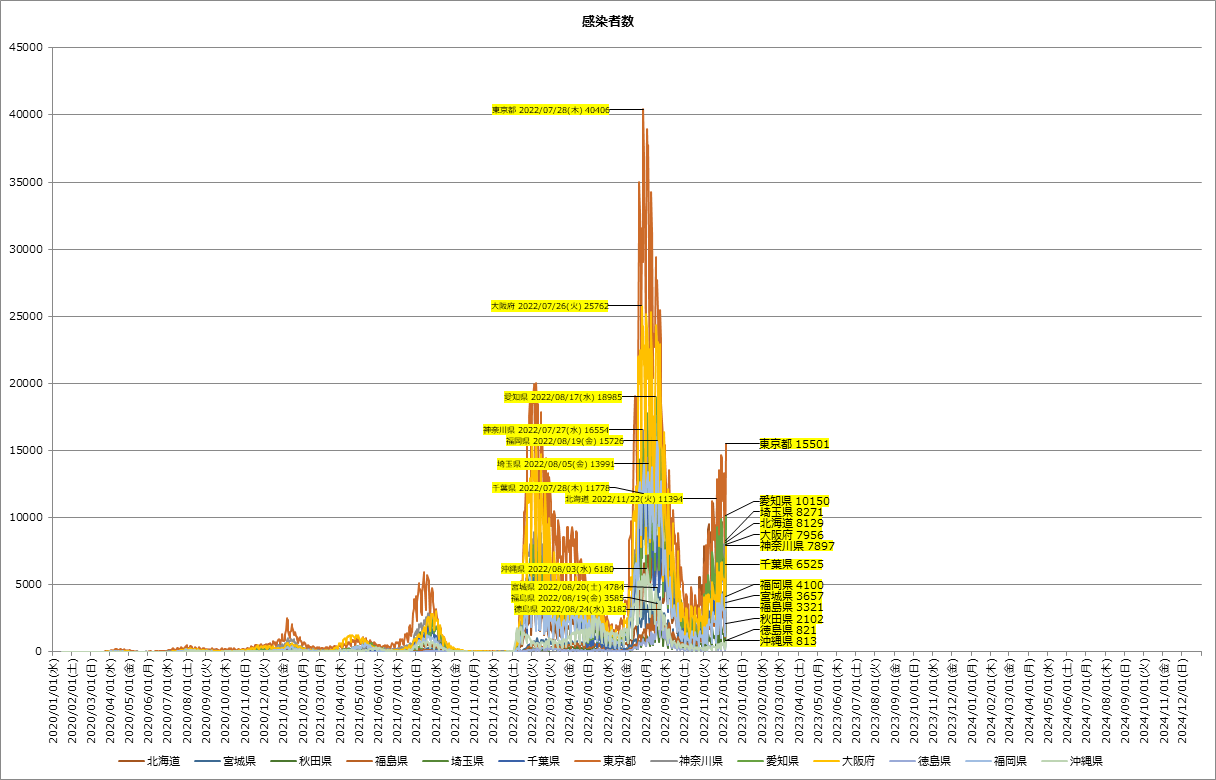 感染者数
45000
40000
35000
30000
25000
20000
15000
10000
5000
0
東京都 2022/07/28(木) 40406
大阪府 2022/07/26(火) 25762
愛知県 2022/08/17(水) 18985
神奈川県 2022/07/27(水) 16554
福岡県 2022/08/19(金) 15726
埼玉県 2022/08/05(金) 13991
千葉県 2022/07/28(木) 11778
北海道 2022/11/22(火) 11394
沖縄県 2022/08/03(水) 6180
宮城県 2022/08/20(土) 4784
福島県 2022/08/19(金) 3585
徳島県 2022/08/24(水) 3182
東京都 15501
愛知県 10150
埼玉県 8271
北海道 8129
大阪府 7956
神奈川県 7897
千葉県 6525
福岡県 4100
宮城県 3657
福島県 3321
秋田県 2102
徳島県 821
沖縄県 813
2020/01/01(水)
2020/02/01(土)
2020/03/01(日)
2020/04/01(水)
2020/05/01(金)
2020/06/01(月)
2020/07/01(水)
2020/08/01(土)
2020/09/01(火)
2020/10/01(木)
2020/11/01(日)
2020/12/01(火)
2021/01/01(金)
2021/02/01(月)
2021/03/01(月)
2021/04/01(木)
2021/05/01(土)
2021/06/01(火)
2021/07/01(木)
2021/08/01(日)
2021/09/01(水)
2021/10/01(金)
2021/11/01(月)
2021/12/01(水)
2022/01/01(土)
2022/02/01(火)
2022/03/01(火)
2022/04/01(金)
2022/05/01(日)
2022/06/01(水)
2022/07/01(金)
2022/08/01(月)
2022/09/01(木)
2022/10/01(土)
2022/11/01(火)
2022/12/01(木)
2023/01/01(日)
2023/02/01(水)
2023/03/01(水)
2023/04/01(土)
2023/05/01(月)
2023/06/01(木)
2023/07/01(土)
2023/08/01(火)
2023/09/01(金)
2023/10/01(日)
2023/11/01(水)
2023/12/01(金)
2024/01/01(月)
2024/02/01(木)
2024/03/01(金)
2024/04/01(月)
2024/05/01(水)
2024/06/01(土)
2024/07/01(月)
2024/08/01(木)
2024/09/01(日)
2024/10/01(火)
2024/11/01(金)
2024/12/01(日)
北海道 宮城県 秋田県 福島県 埼玉県 千葉県 東京都 神奈川県 愛知県 大阪府 徳島県 福岡県 沖縄県